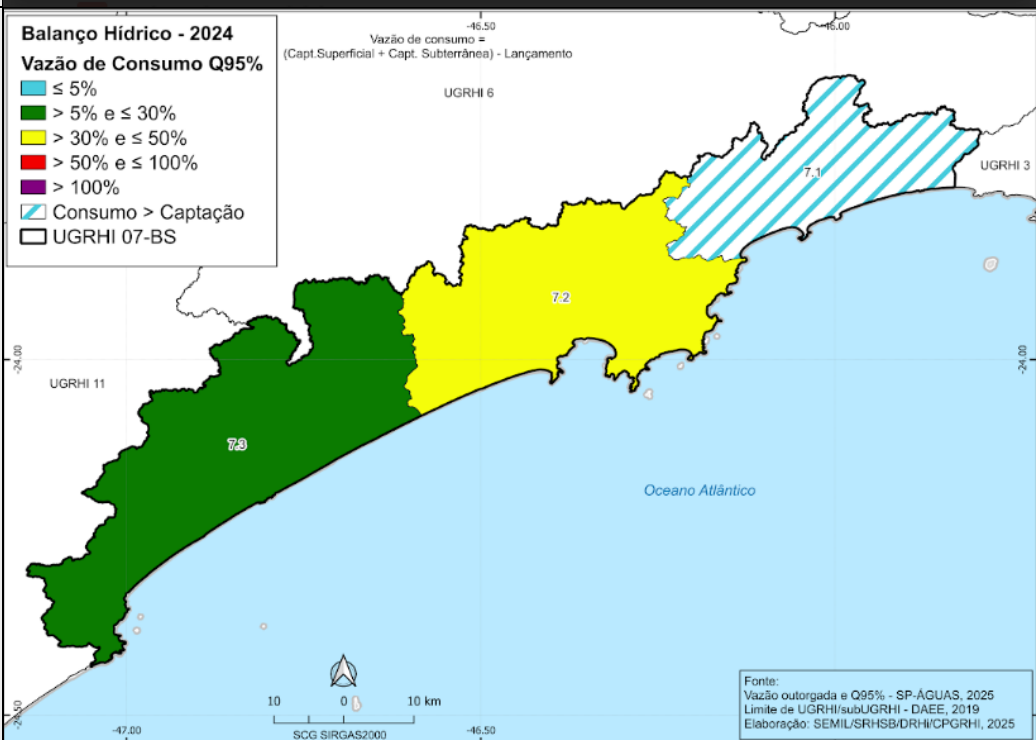 Balanço Hídrico - 2024
Vazão de Consumo Q95%
≤ 5%
> 5% e ≤ 30%
> 30% e ≤ 50%
> 50% e ≤ 100%
> 100%
Consumo > Captação
UGRHI 07-BS
-46.50
-46.00
Vazão de consumo =
(Capt.Superficial + Capt. Subterrânea) - Lançamento
UGRHI 6
UGRHI 3
7.1
7.2
-24.00
-24.00
UGRHI 11
7.3
Oceano Atlântico
10 0 10 km
SCG SIRGAS2000
-24.50
-47.00
-46.50
Fonte:
Vazão outorgada e Q95% - SP-ÁGUAS, 2025
Limite de UGRHI/subUGRHI - DAEE, 2019
Elaboração: SEMIL/SRHSB/DRHi/CPGRHI, 2025